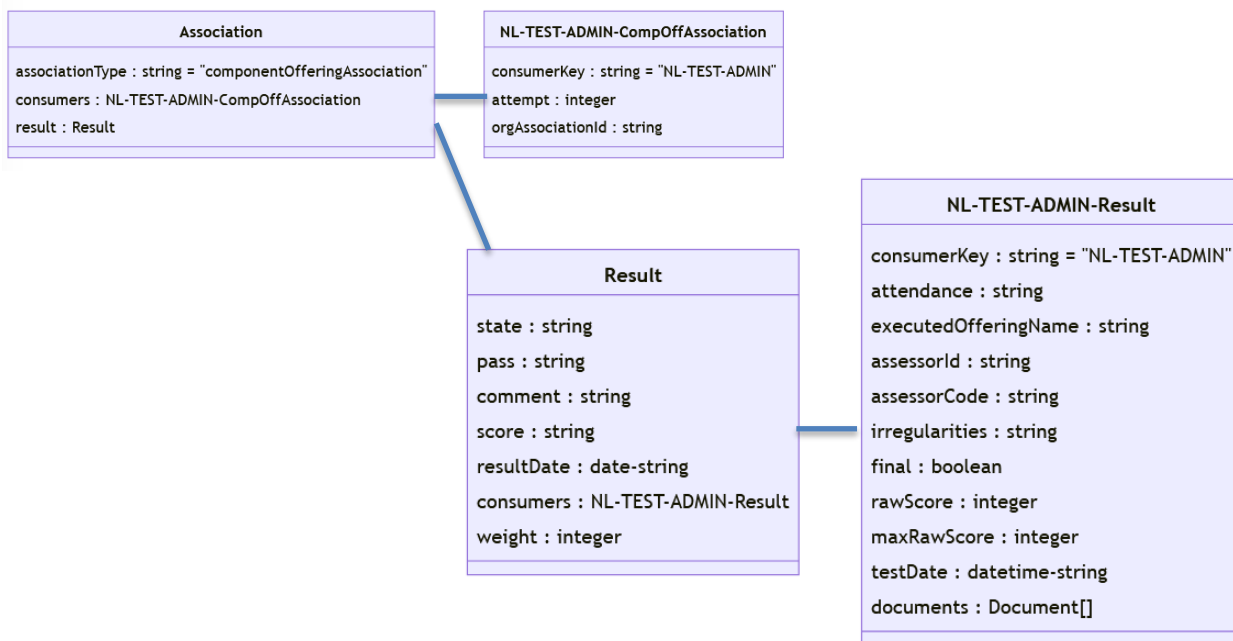 Association
associationType : string = "componentOfferingAssociation"
consumers : NL-TEST-ADMIN-CompOffAssociation
result : Result
NL-TEST-ADMIN-CompOffAssociation
consumerKey : string = "NL-TEST-ADMIN"
attempt : integer
orgAssociationId : string
Result
state : string
pass : string
comment : string
score : string
resultDate : date-string
consumers : NL-TEST-ADMIN-Result
weight : integer
NL-TEST-ADMIN-Result
consumerKey : string = "NL-TEST-ADMIN"
attendance : string
executedOfferingName : string
assessorId : string
assessorCode : string
irregularities : string
final : boolean
rawScore : integer
maxRawScore : integer
testDate : datetime-string
documents : Document[]